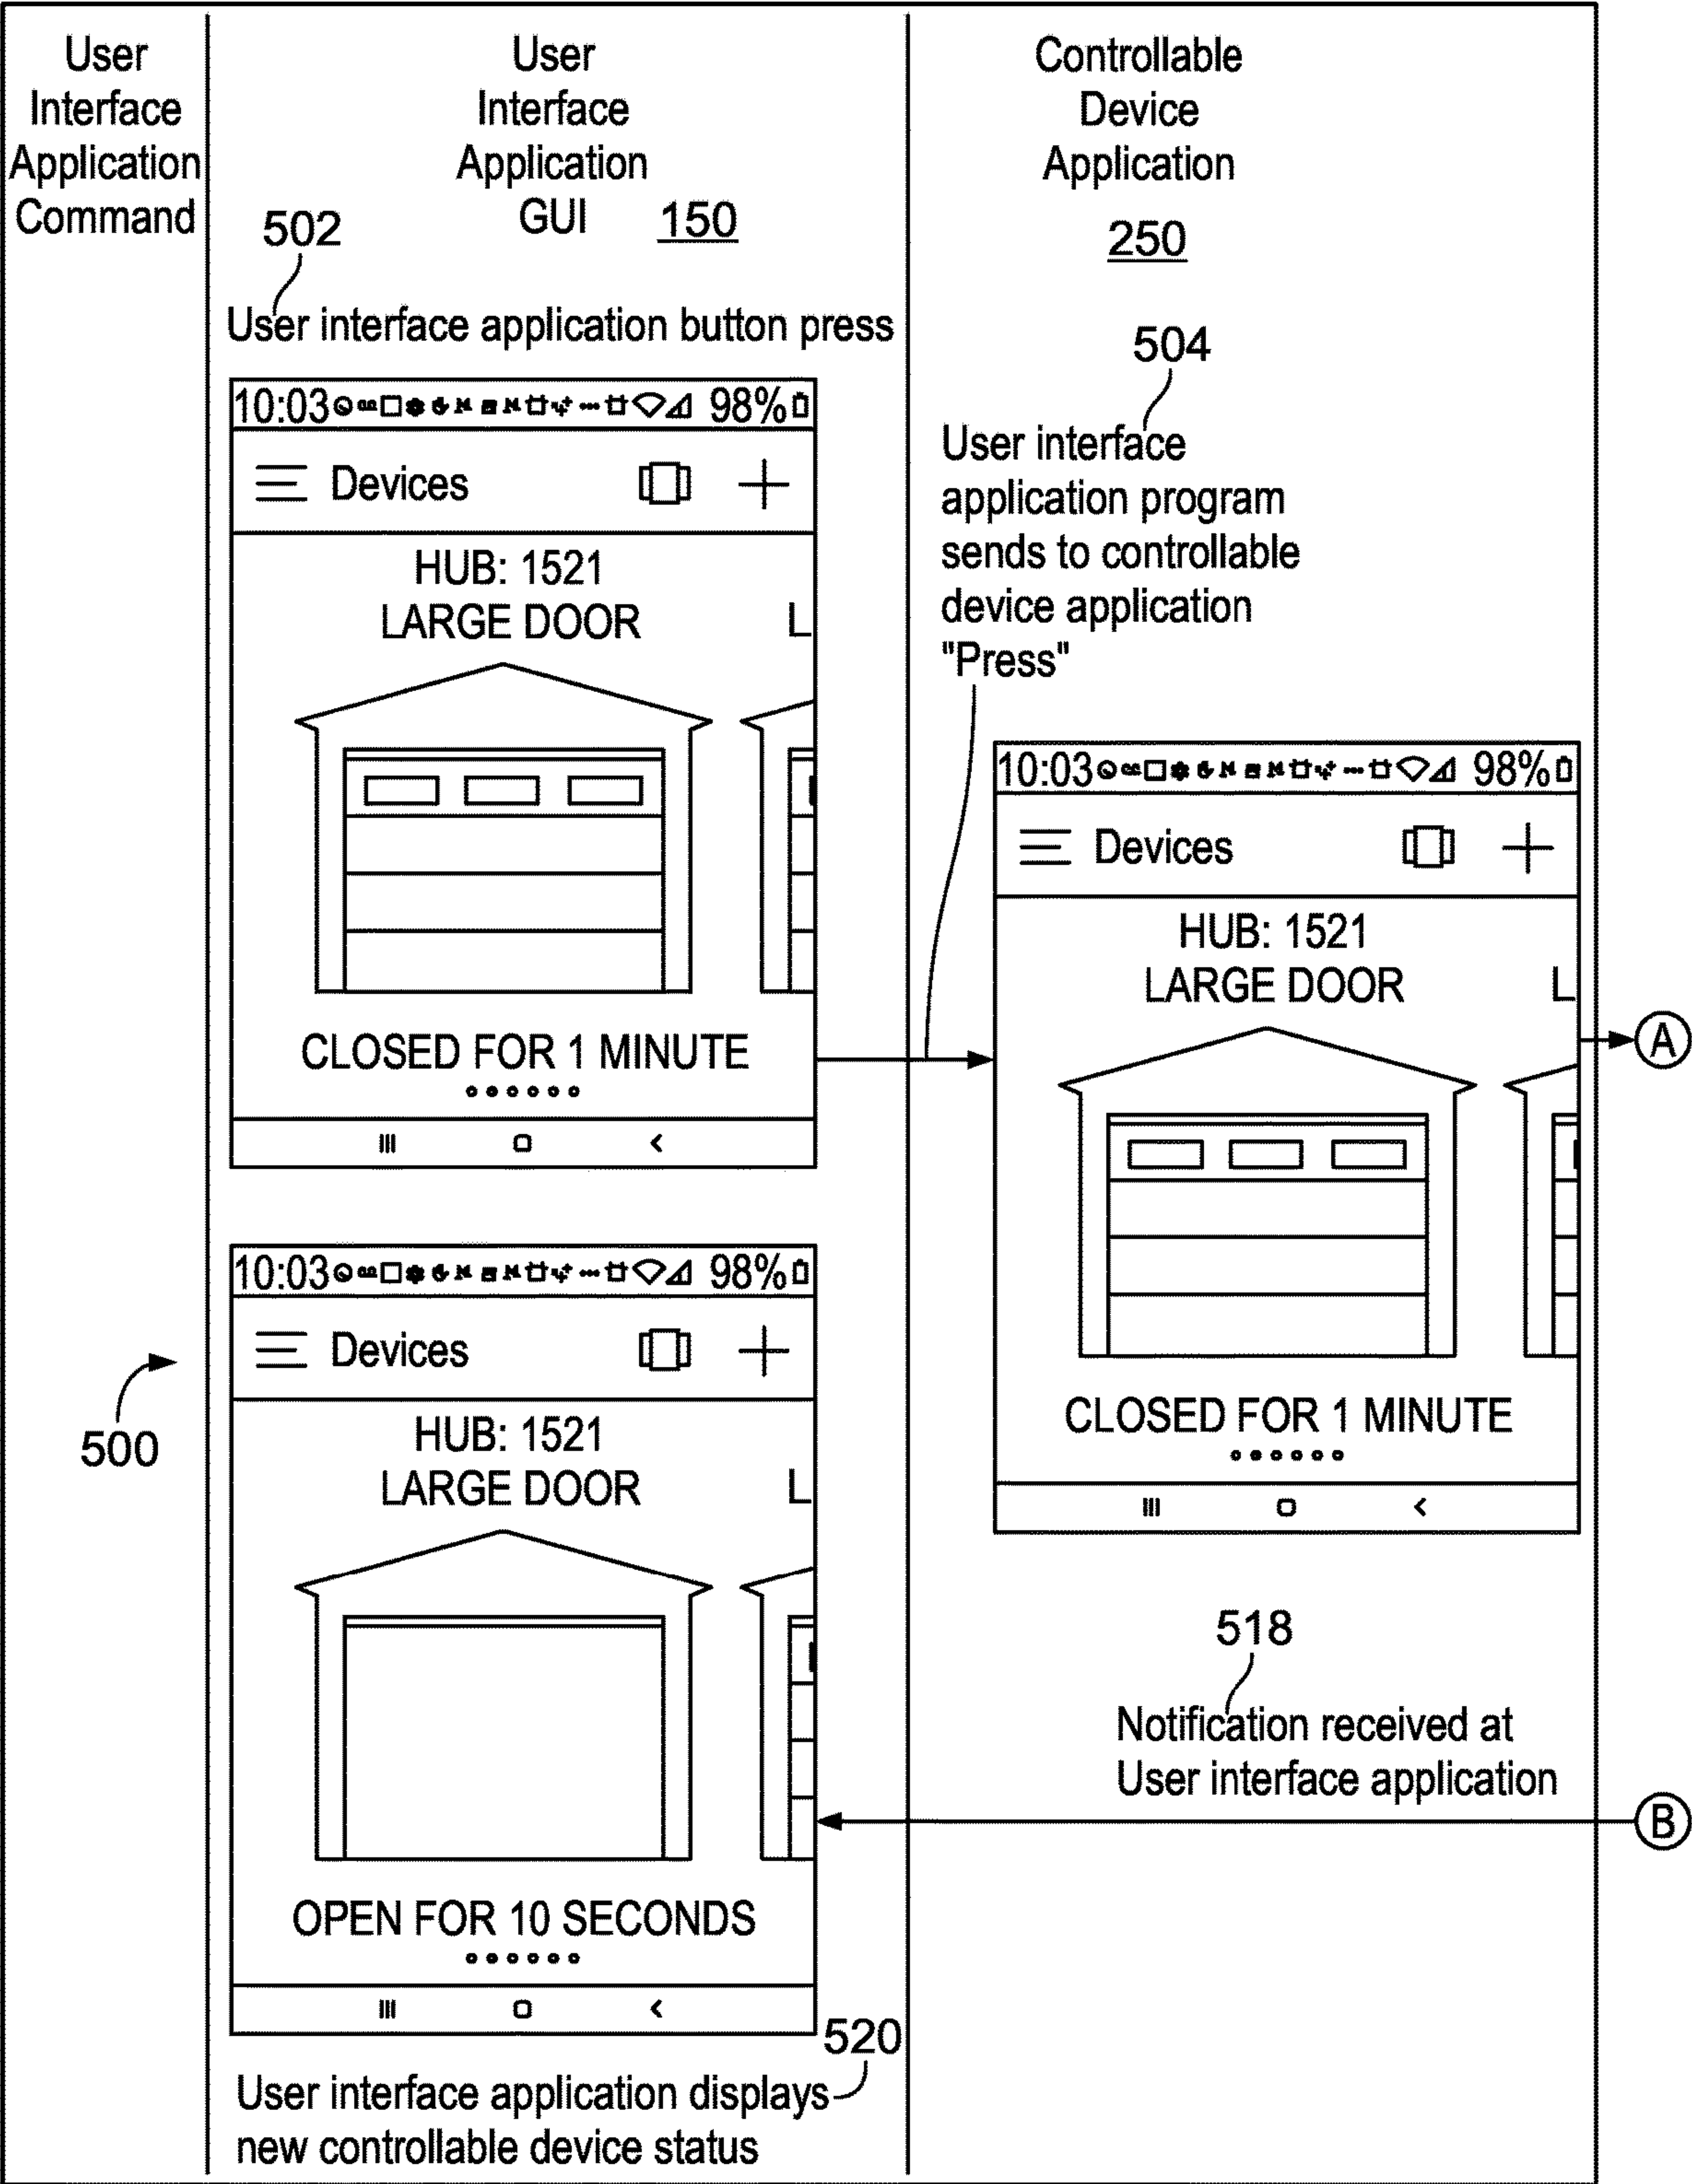 User
Interface
Application
Command
User
Interface
Application
GUI 150
Controllable
Device
Application
250
502
User interface application button press
10:03 98%
Devices
HUB: 1521
LARGE DOOR L
CLOSED FOR 1 MINUTE
504
User interface
application program
sends to controllable
device application
"Press"
10:03 98%
Devices
HUB: 1521
LARGE DOOR L
CLOSED FOR 1 MINUTE
A
500
10:03 98%
Devices
HUB: 1521
LARGE DOOR L
OPEN FOR 10 SECONDS
518
Notification received at
User interface application
B
520
User interface application displays
new controllable device status